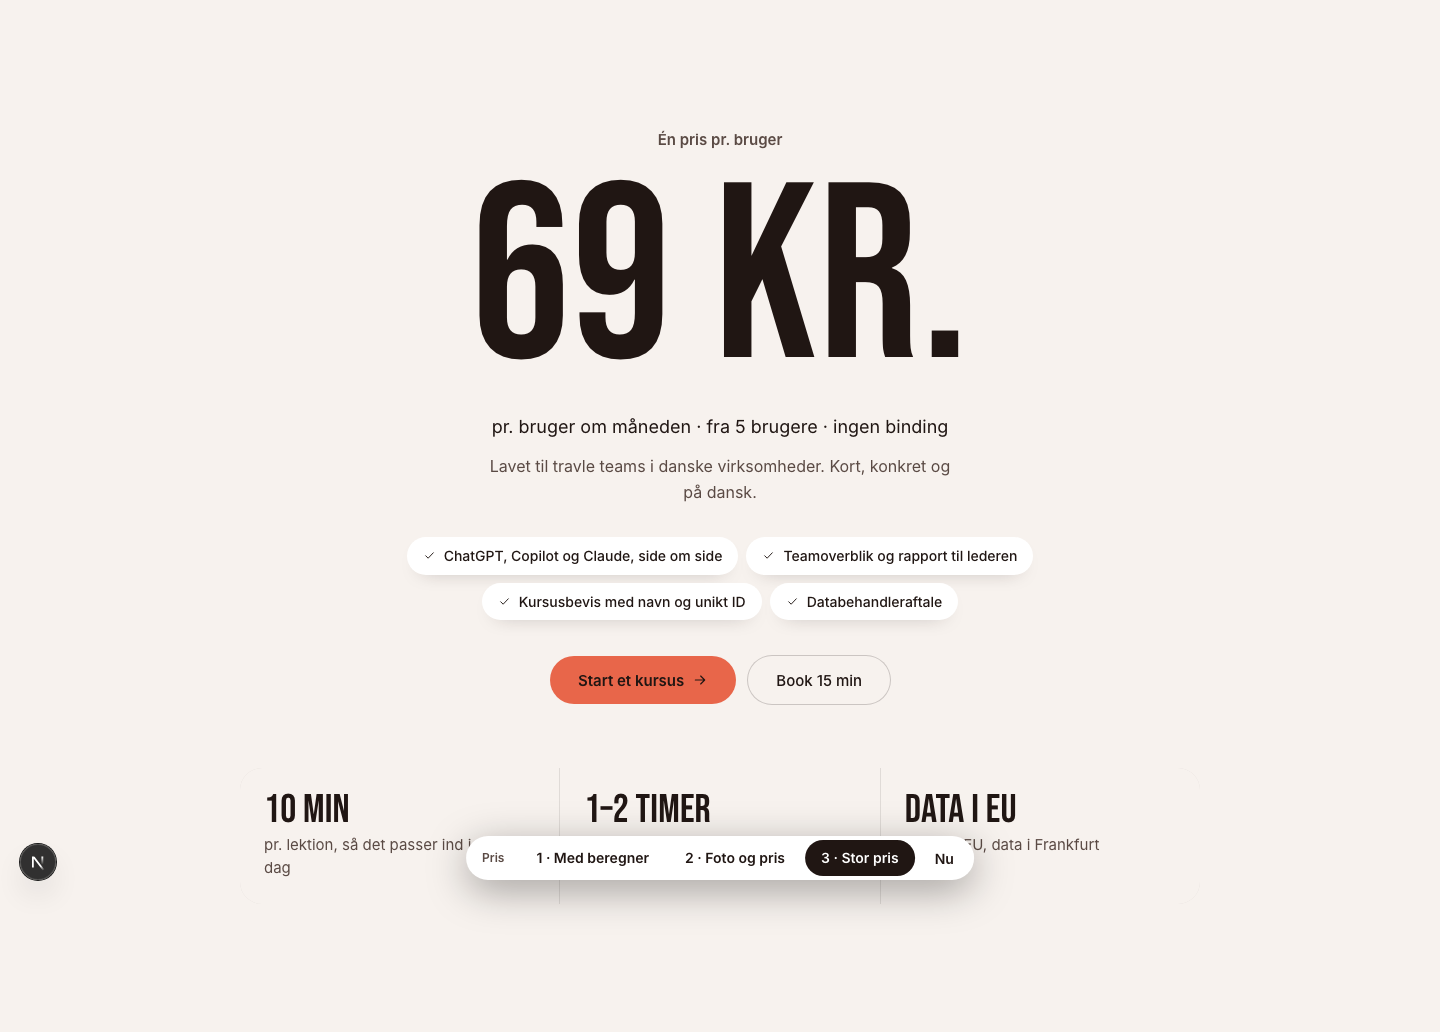 Én pris pr. bruger
69 KR.
pr. bruger om måneden · fra 5 brugere · ingen binding
Lavet til travle teams i danske virksomheder. Kort, konkret og
på dansk.
ChatGPT, Copilot og Claude, side om side
Teamoverblik og rapport til lederen
Kursusbevis med navn og unikt ID
Databehandleraftale
Start et kursus →
Book 15 min
10 MIN
pr. lektion, så det passer ind i
dag
1–2 TIMER
DATA I EU
EU, data i Frankfurt
Pris
1 · Med beregner
2 · Foto og pris
3 · Stor pris
Nu
N